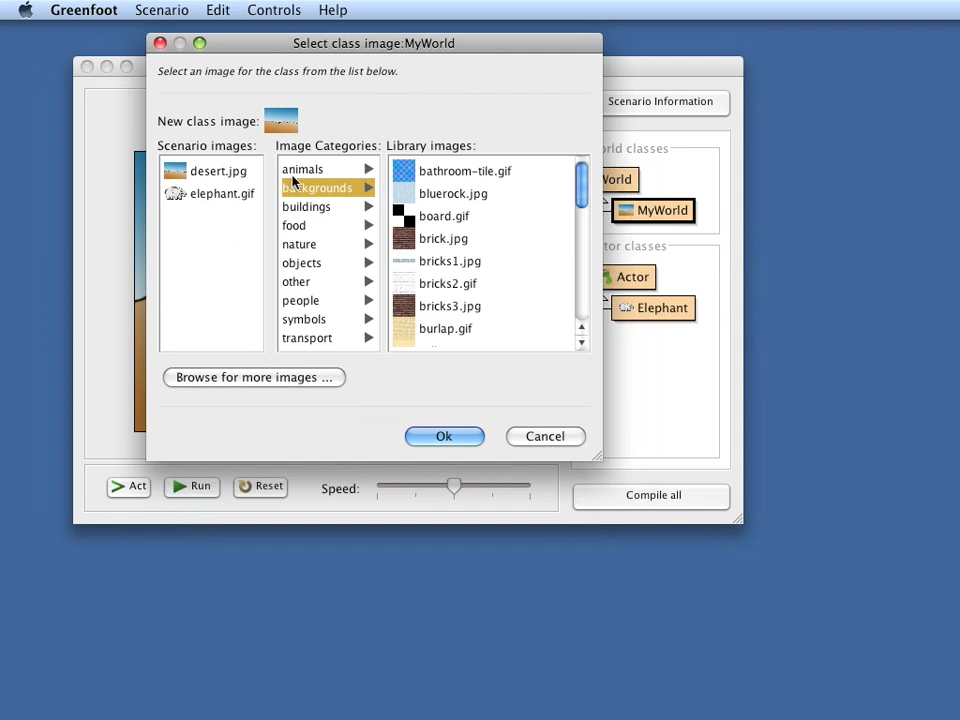 Greenfoot Scenario Edit Controls Help
Select class image:MyWorld
Select an image for the class from the list below.
New class image:
Scenario images:
desert.jpg
elephant.gif
Image Categories:
animals
backgrounds
buildings
food
nature
objects
other
people
symbols
transport
Library images:
bathroom-tile.gif
bluerock.jpg
board.gif
brick.jpg
bricks1.jpg
bricks2.gif
bricks3.jpg
burlap.gif
Browse for more images ...
Ok
Cancel
Scenario Information
rld classes
World
MyWorld
tor classes
Actor
Elephant
Act
Run
Reset
Speed:
Compile all